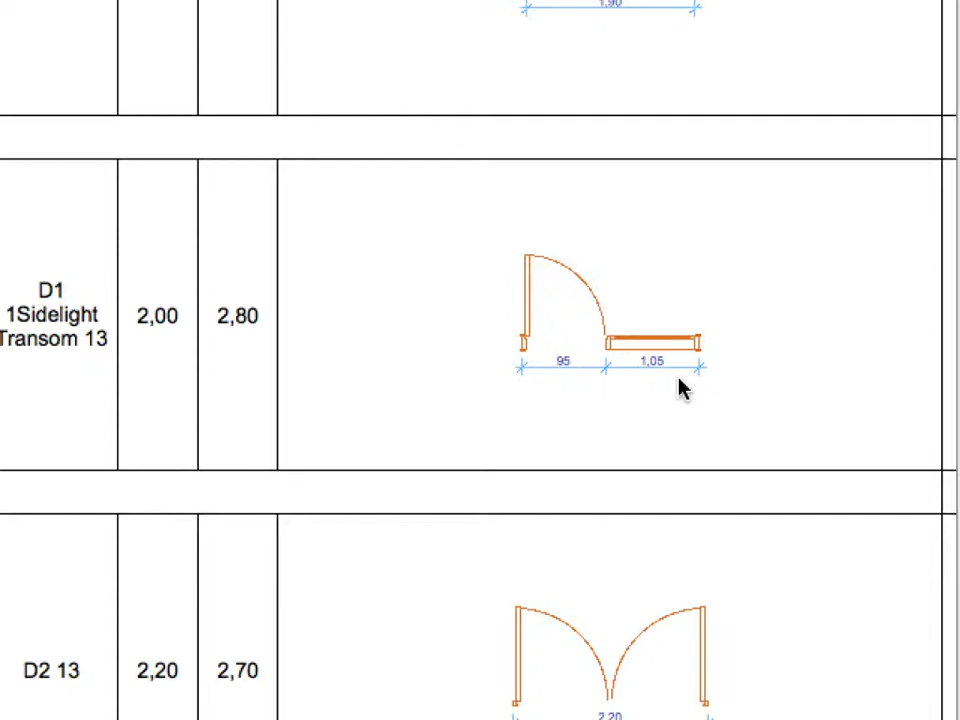 1,90
D1
1Sidelight
Transom 13
2,00
2,80
95
1,05
D2 13
2,20
2,70
2,20